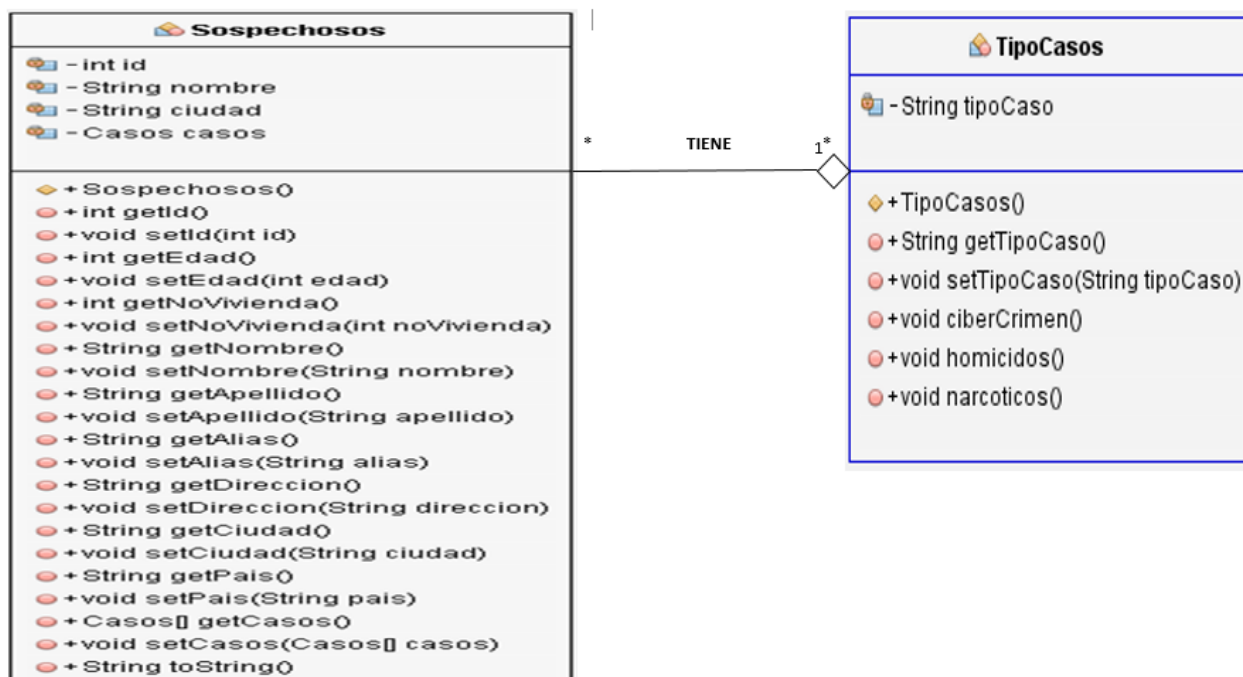 Sospechosos
- int id
- String nombre
- String ciudad
- Casos casos
+ Sospechosos()
+ int getId()
+ void setId(int id)
+ int getEdad()
+ void setEdad(int edad)
+ int getNoVivienda()
+ void setNoVivienda(int noVivienda)
+ String getNombre()
+ void setNombre(String nombre)
+ String getApellido()
+ void setApellido(String apellido)
+ String getAlias()
+ void setAlias(String alias)
+ String getDireccion()
+ void setDireccion(String direccion)
+ String getCiudad()
+ void setCiudad(String ciudad)
+ String getPais()
+ void setPais(String pais)
+ Casos[] getCasos()
+ void setCasos(Casos[] casos)
+ String toString()
* TIENE 1*
TipoCasos
- String tipoCaso
+ TipoCasos()
+ String getTipoCaso()
+ void setTipoCaso(String tipoCaso)
+ void ciberCrimen()
+ void homicidos()
+ void narcoticos()